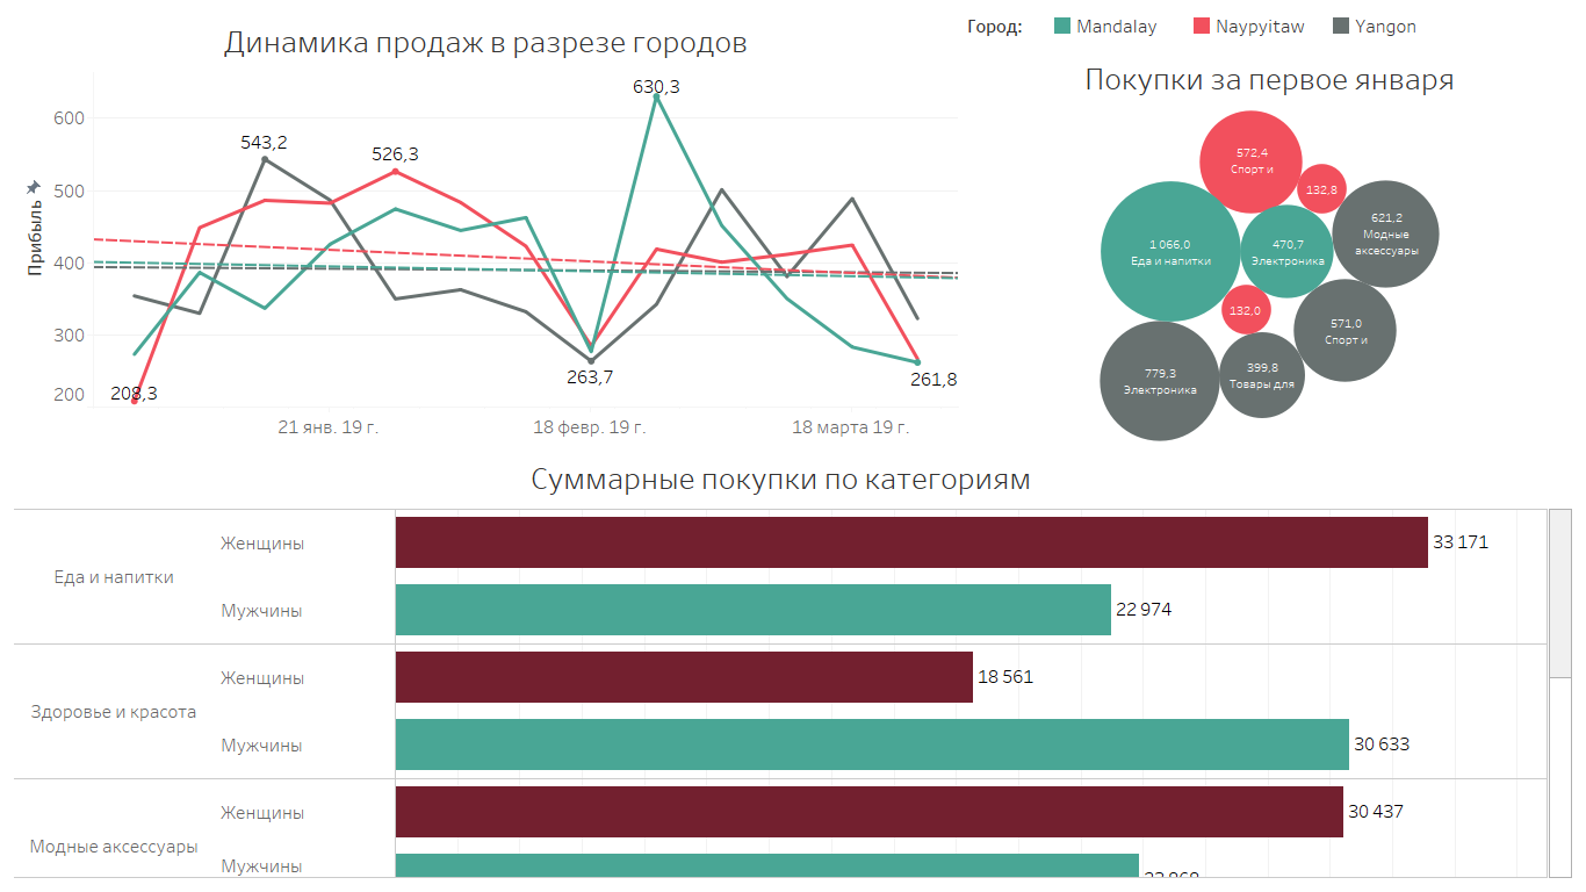 Динамика продаж в разрезе городов
Город:
Mandalay
Naypyitaw
Yangon
Прибыль
600
500
400
300
200
543,2
526,3
630,3
208,3
263,7
261,8
21 янв. 19 г.
18 февр. 19 г.
18 марта 19 г.
Покупки за первое января
572,4
Спорт и
132,8
621,2
Модные
аксессуары
1 066,0
Еда и напитки
470,7
Электроника
132,0
571,0
Спорт и
779,3
Электроника
399,8
Товары для
Суммарные покупки по категориям
Еда и напитки
Женщины
33 171
Мужчины
22 974
Здоровье и красота
Женщины
18 561
Мужчины
30 633
Модные аксессуары
Женщины
30 437
Мужчины